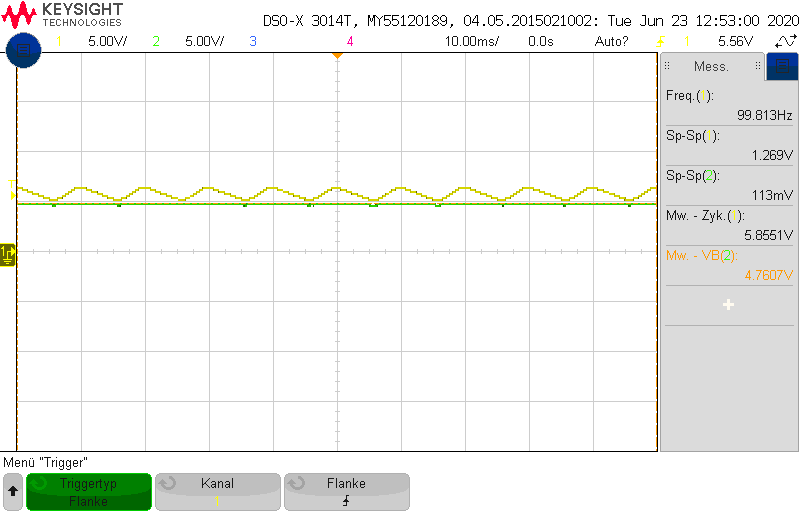 KEYSIGHT
TECHNOLOGIES
DSO-X 3014T, MY55120189, 04.05.2015021002: Tue Jun 23 12:53:00 2020
1 5.00V/ 2 5.00V/ 3 4 10.00ms/ 0.0s Auto? 1 5.56V
Mess.
Freq.( ):
99.813Hz
Sp-Sp( ):
1.269V
Sp-Sp(2):
113mV
Mw. - Zyk.(1):
5.8551V
Mw. - VB(2):
4.7607V
T
1
Menü "Trigger"
Triggertyp
Flanke
Kanal
1
Flanke